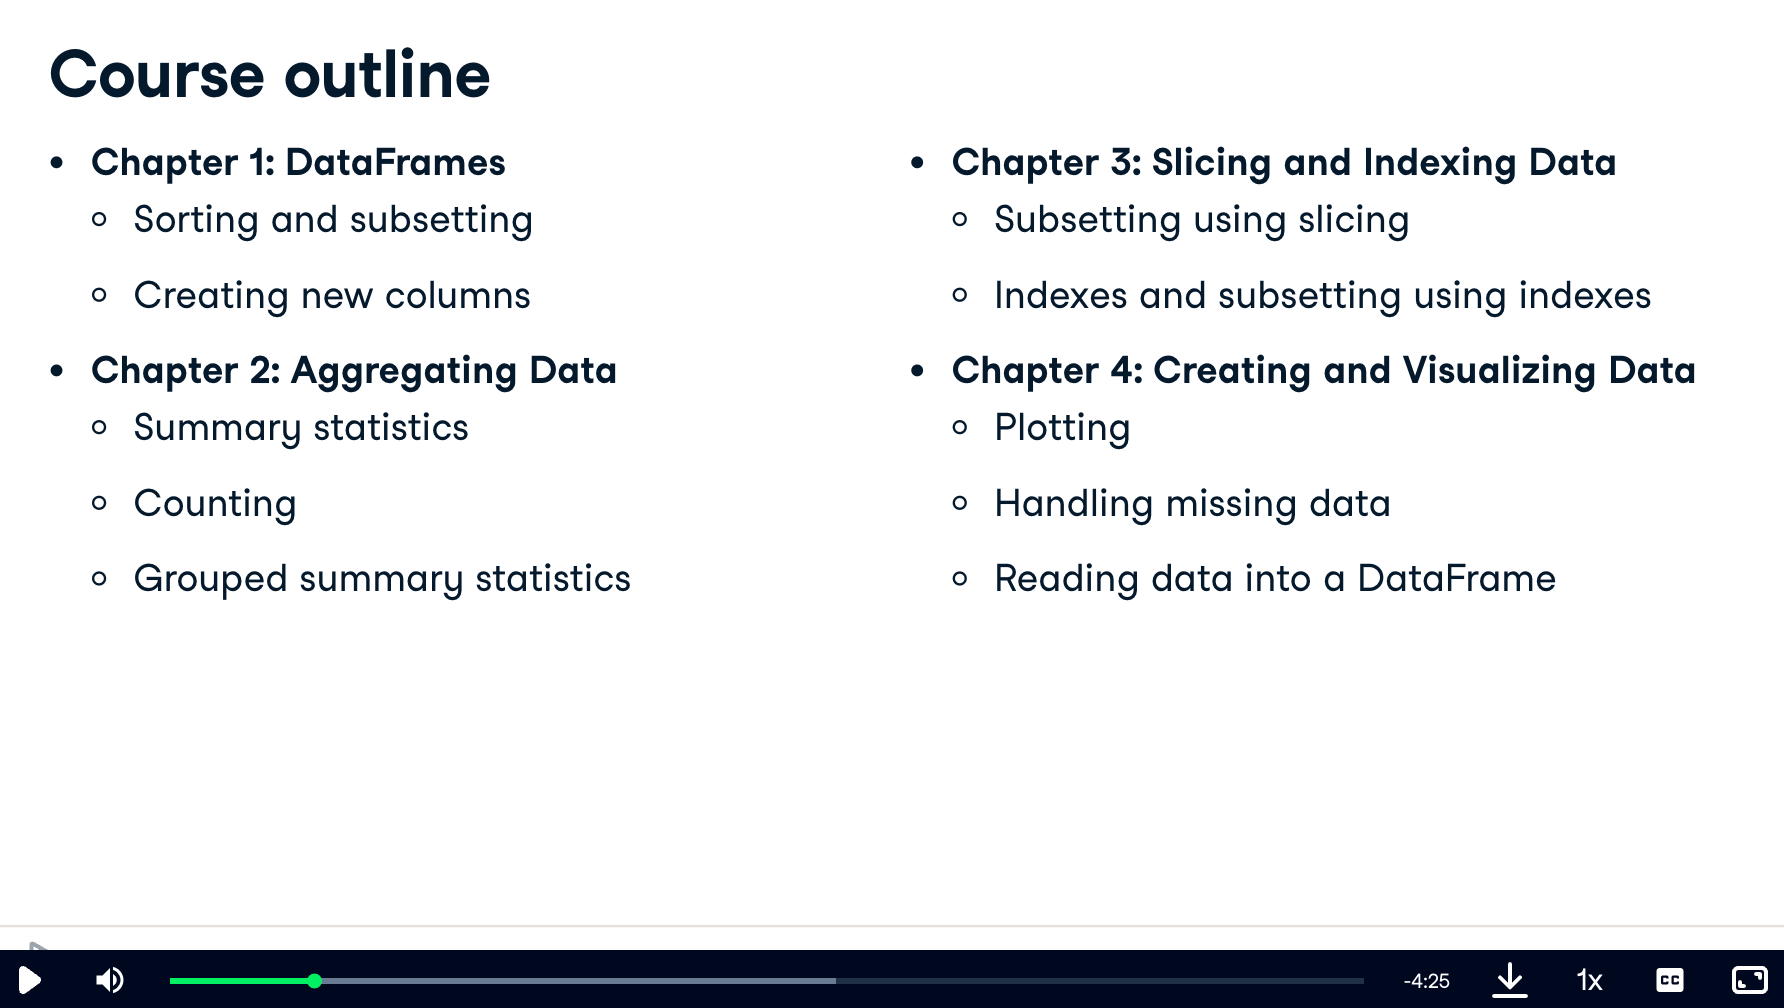 Course outline
Chapter 1: DataFrames
Sorting and subsetting
Creating new columns
Chapter 2: Aggregating Data
Summary statistics
Counting
Grouped summary statistics
Chapter 3: Slicing and Indexing Data
Subsetting using slicing
Indexes and subsetting using indexes
Chapter 4: Creating and Visualizing Data
Plotting
Handling missing data
Reading data into a DataFrame
-4:25
1x
CC